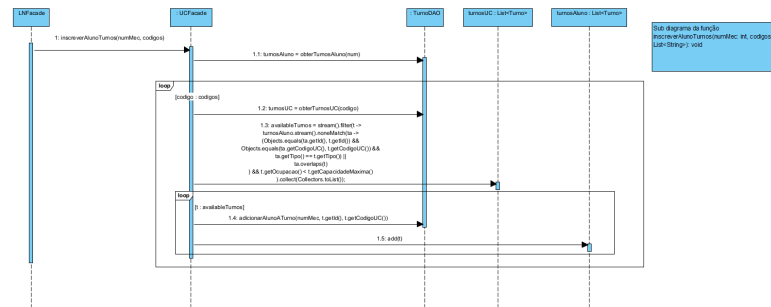 LNFacade
: UCFacade
: TurnoDAO
turnosUC : List<Turno>
turnosAluno : List<Turno>
Sub diagrama da função
inscreverAlunoTurnos(numMec: int, codigos
List<String>): void
1: inscreverAlunoTurnos(numMec, codigos)
1.1: turnosAluno = obterTurnosAluno(num)
loop
[codigo : codigos]
1.2: turnosUC = obterTurnosUC(codigo)
1.3: availableTurnos = stream().filter(t ->
turnosAluno.stream().noneMatch(ta ->
(Objects.equals(ta.getId(), t.getId()) &&
Objects.equals(ta.getCodigoUC(), t.getCodigoUC()) &&
ta.getTipo() == t.getTipo()) ||
ta.overlaps(t)
) && t.getOcupacao() < t.getCapacidadeMaxima()
).collect(Collectors.toList());
loop
[t : availableTurnos]
1.4: adicionarAlunoATurno(numMec, t.getId(), t.getCodigoUC())
1.5: add(t)